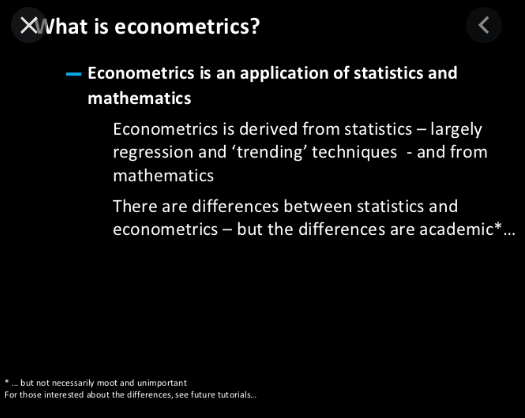 What is econometrics?
Econometrics is an application of statistics and
mathematics
Econometrics is derived from statistics – largely
regression and ‘trending’ techniques - and from
mathematics
There are differences between statistics and
econometrics – but the differences are academic*...
* ... but not necessarily moot and unimportant
For those interested about the differences, see future tutorials...